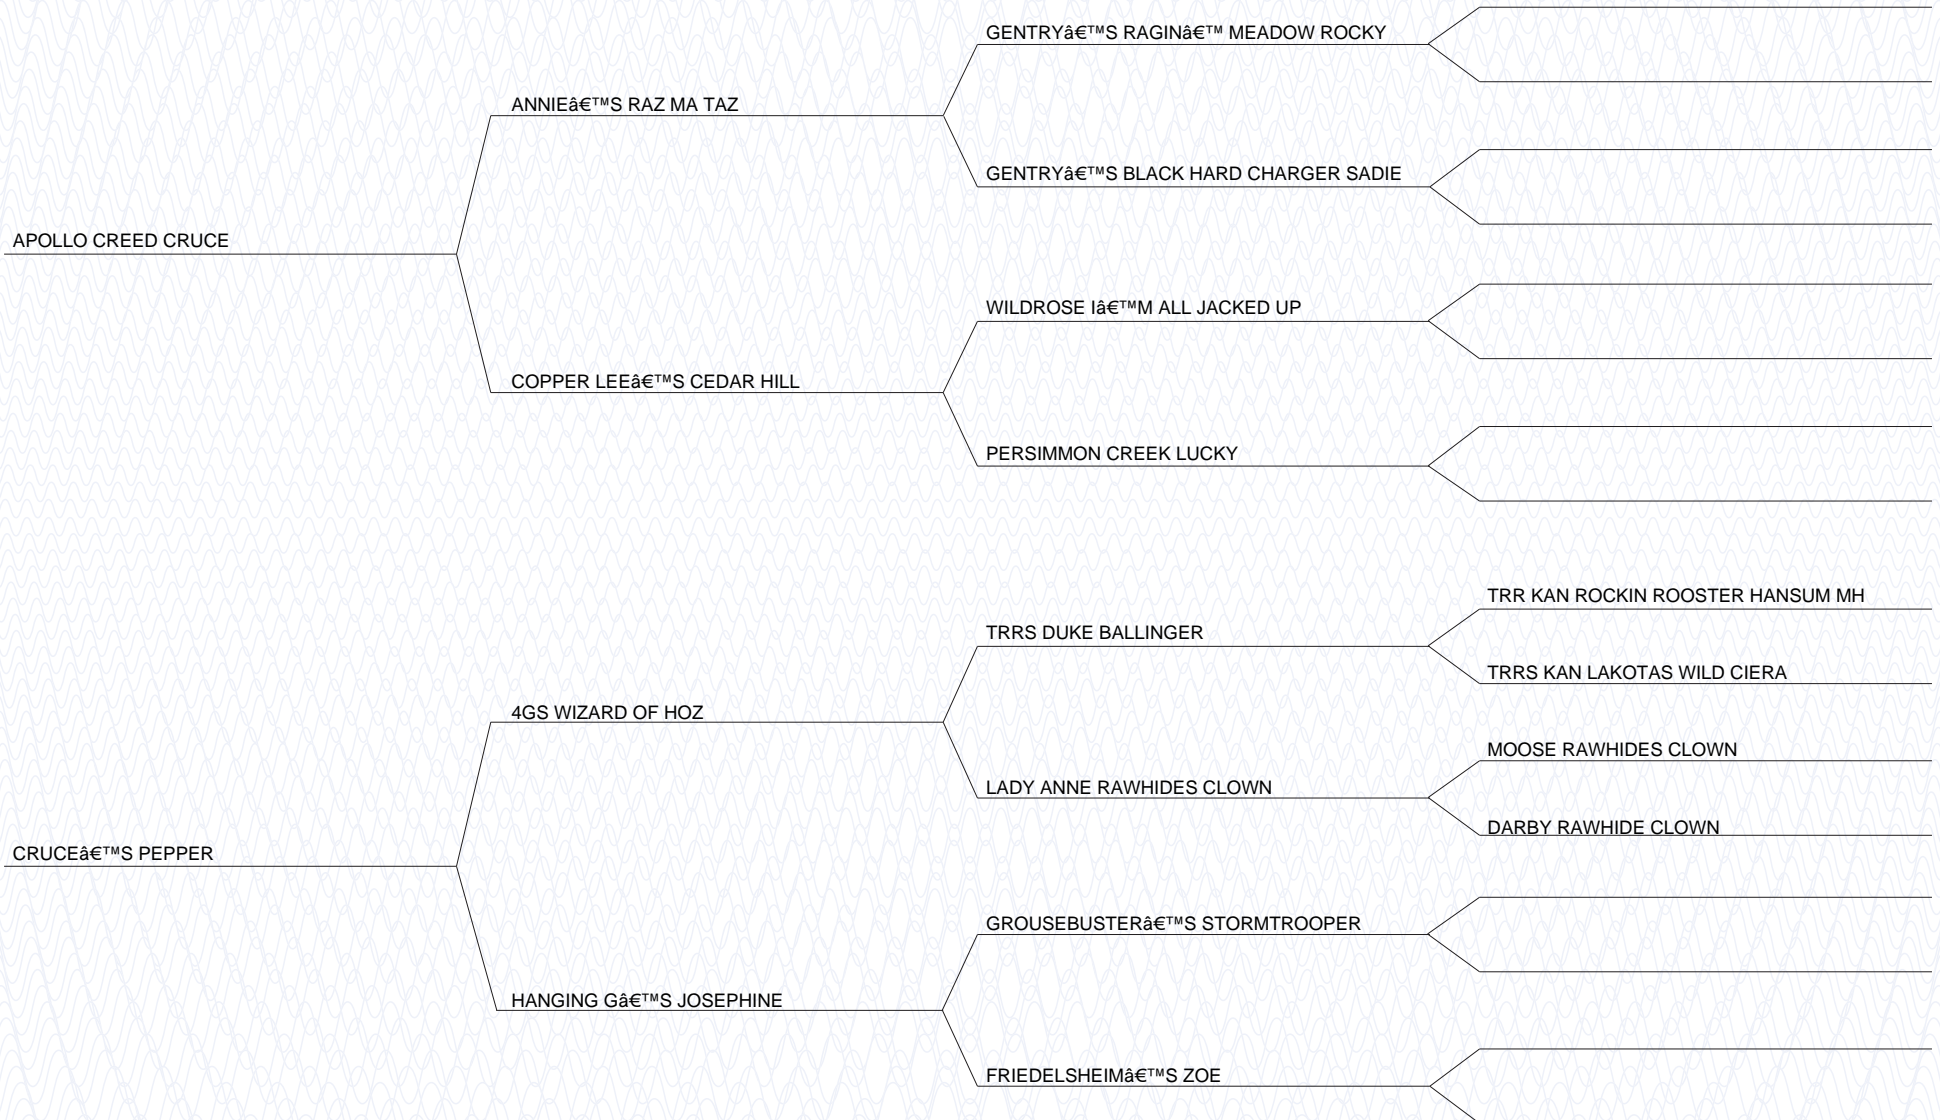 GENTRYâ€™S RAGINâ€™ MEADOW ROCKY
ANNIEâ€™S RAZ MA TAZ
GENTRYâ€™S BLACK HARD CHARGER SADIE
APOLLO CREED CRUCE
WILDROSE Iâ€™M ALL JACKED UP
COPPER LEEâ€™S CEDAR HILL
PERSIMMON CREEK LUCKY
TRR KAN ROCKIN ROOSTER HANSUM MH
TRRS DUKE BALLINGER
TRRS KAN LAKOTAS WILD CIERA
4GS WIZARD OF HOZ
MOOSE RAWHIDES CLOWN
LADY ANNE RAWHIDES CLOWN
DARBY RAWHIDE CLOWN
CRUCEâ€™S PEPPER
GROUSEBUSTERâ€™S STORMTROOPER
HANGING Gâ€™S JOSEPHINE
FRIEDELSHEIMâ€™S ZOE